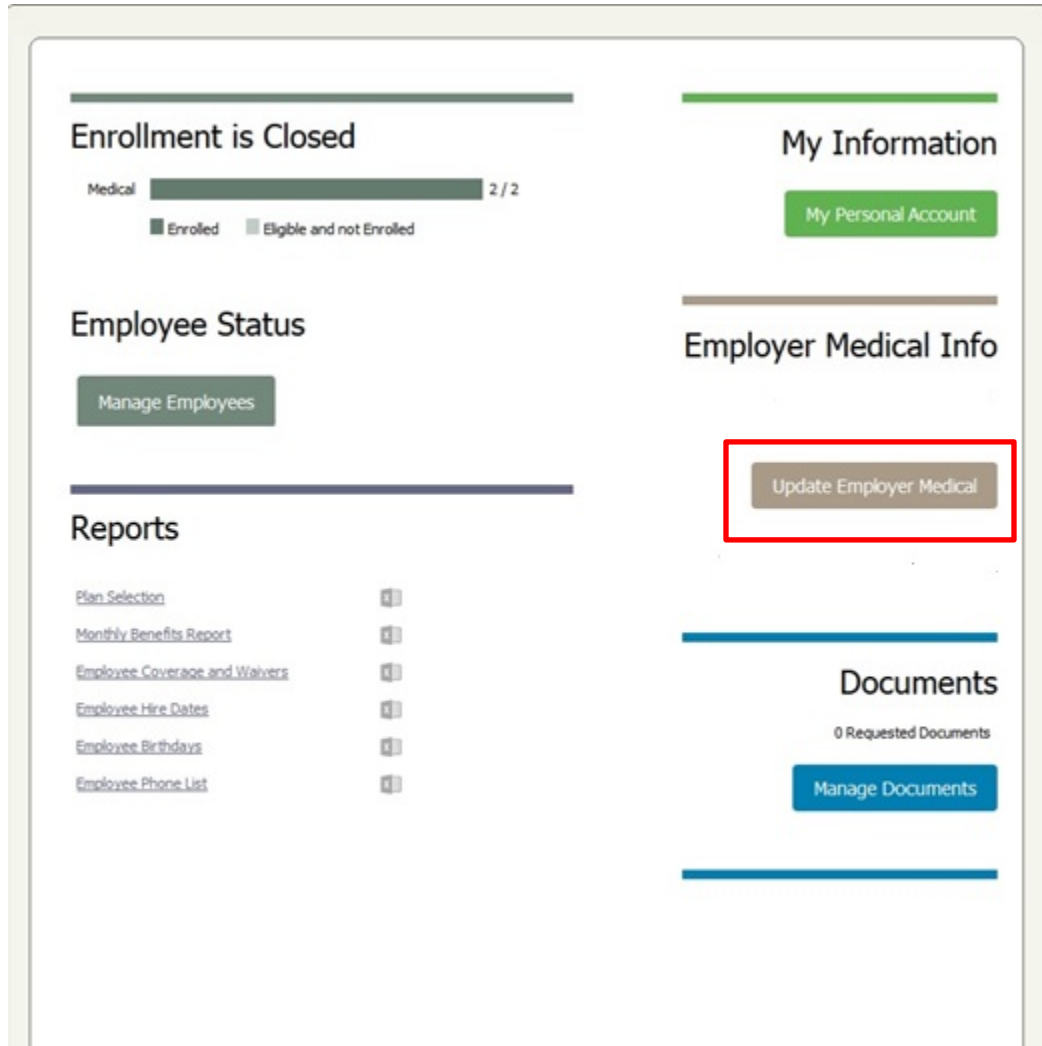 Enrollment is Closed
Medical 2 / 2
Enrolled Eligible and not Enrolled
Employee Status
Manage Employees
Reports
Plan Selection
Monthly Benefits Report
Employee Coverage and Waivers
Employee Hire Dates
Employee Birthdays
Employee Phone List
My Information
My Personal Account
Employer Medical Info
Update Employer Medical
Documents
0 Requested Documents
Manage Documents